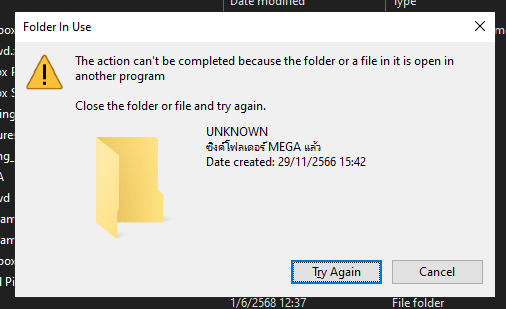 Date modified
Type
Folder In Use
The action can't be completed because the folder or a file in it is open in
another program
Close the folder or file and try again.
UNKNOWN
ซิงค์โฟลเดอร์ MEGA แล้ว
Date created: 29/11/2566 15:42
Try Again
Cancel
1/6/2568 12:37
File folder